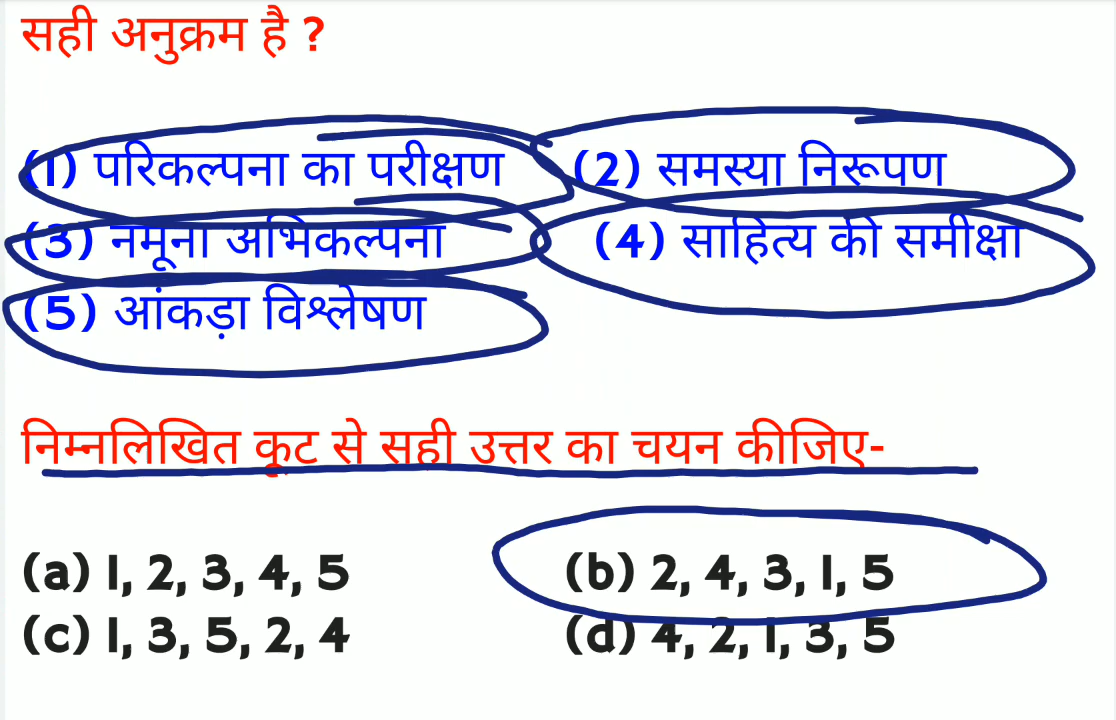 सही अनुक्रम है ?
(1) परिकल्पना का परीक्षण (2) समस्या निरूपण
(3) नमूना अभिकल्पना (4) साहित्य की समीक्षा
(5) आंकड़ा विश्लेषण
निम्नलिखित कूट से सही उत्तर का चयन कीजिए-
(a) 1, 2, 3, 4, 5 (b) 2, 4, 3, 1, 5
(c) 1, 3, 5, 2, 4 (d) 4, 2, 1, 3, 5